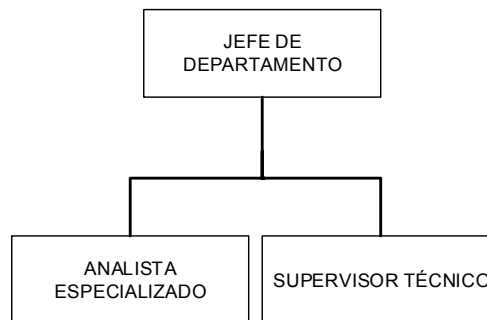 JEFE DE
DEPARTAMENTO
ANALISTA
ESPECIALIZADO
SUPERVISOR TÉCNICO